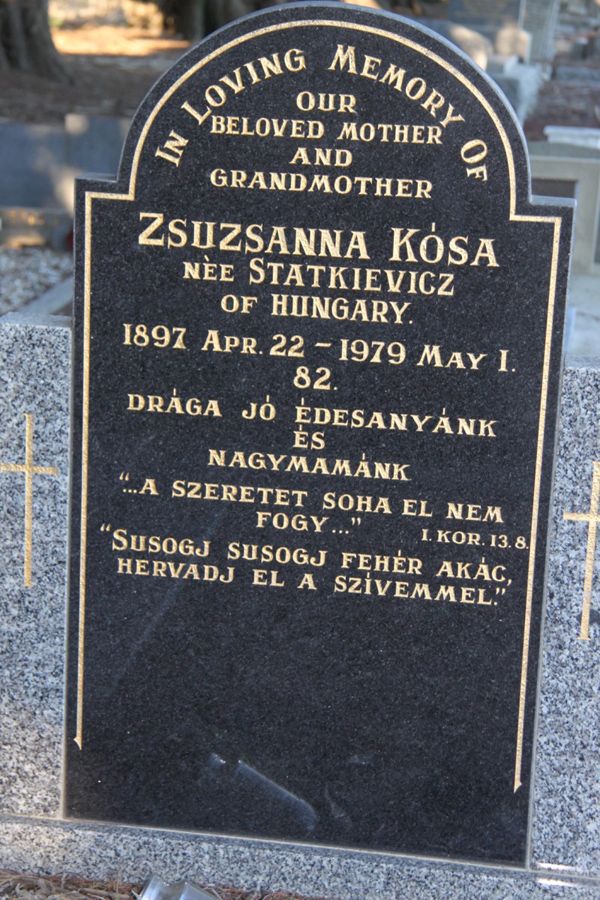 In Loving Memory Of
OUR
BELOVED MOTHER
AND
GRANDMOTHER
ZSUZSANNA KÓSA
NÈE STATKIEVICZ
OF HUNGARY.
1897 APR. 22 – 1979 MAY 1.
82.
DRÁGA JÓ ÉDESANYÁNK
ÉS
NAGYMAMÁNK
"...A SZERETET SOHA EL NEM
FOGY..." I. KOR. 13.8.
"SUSOGJ SUSOGJ FEHÉR AKÁC,
HERVADJ EL A SZÍVEMMEL."